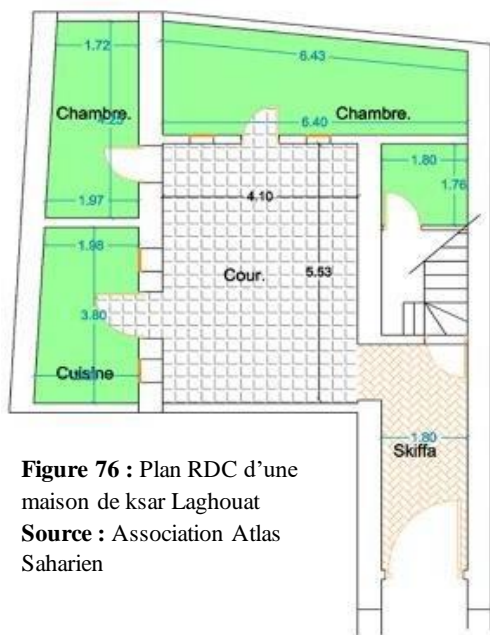 1.72
6.43
Chambre.
4.25
6.40
Chambre.
1.80
1.76
1.97
4.10
1.98
Cour.
5.53
3.80
Cuisine
1.80
Skiffa
Figure 76 : Plan RDC d’une
maison de ksar Laghouat
Source : Association Atlas
Saharien